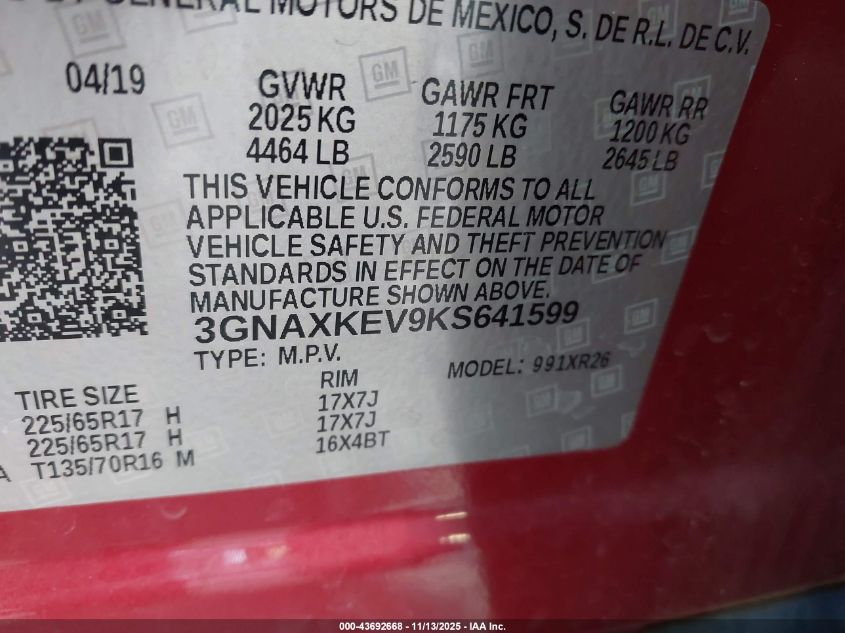 GENERAL MOTORS DE MEXICO, S. DE R.L. DE C.V.
04/19
GVWR
2025 KG
4464 LB
GAWR FRT
1175 KG
2590 LB
GAWR RR
1200 KG
2645 LB
THIS VEHICLE CONFORMS TO ALL
APPLICABLE U.S. FEDERAL MOTOR
VEHICLE SAFETY AND THEFT PREVENTION
STANDARDS IN EFFECT ON THE DATE OF
MANUFACTURE SHOWN ABOVE.
3GNAXKEV9KS641599
TYPE: M.P.V.
MODEL: 991XR26
TIRE SIZE
RIM
225/65R17 H
17X7J
225/65R17 H
17X7J
T135/70R16 M
16X4BT
GM
000-43692668 - 11/13/2025 - IAA Inc.